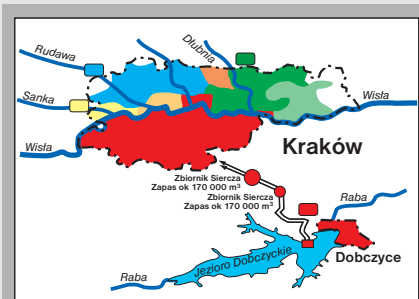 Rudawa
Dłubnia
Sanka
Wisła
Wisła
Kraków
Zbiornik Siercza
Zapas ok 170 000 m³
Zbiornik Siercza
Zapas ok 170 000 m³
Raba
Jezioro Dobczyckie
Dobczyce
Raba